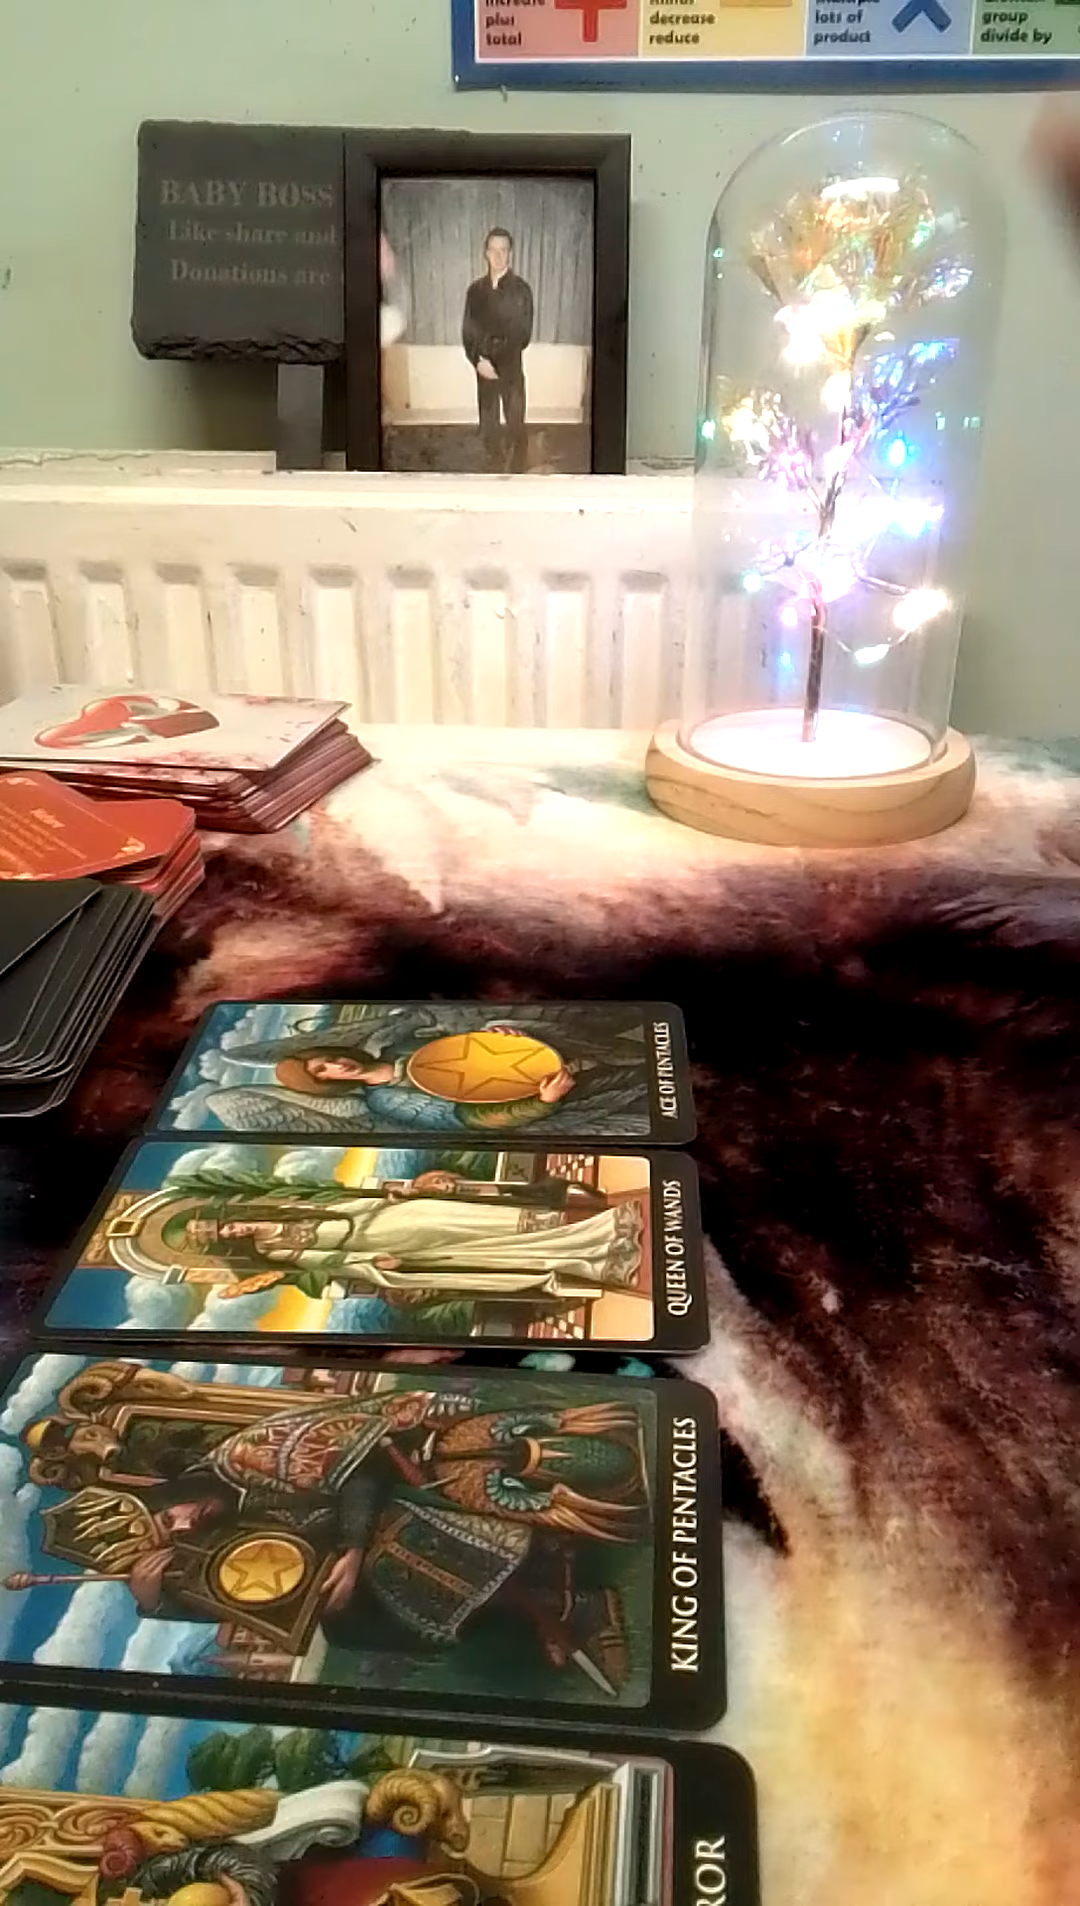 plus
total
decrease
reduce
lots of
product
group
divide by
BABY BOSS
Like share and
Donations are
ACE OF PENTACLES
QUEEN OF WANDS
KING OF PENTACLES
ROR